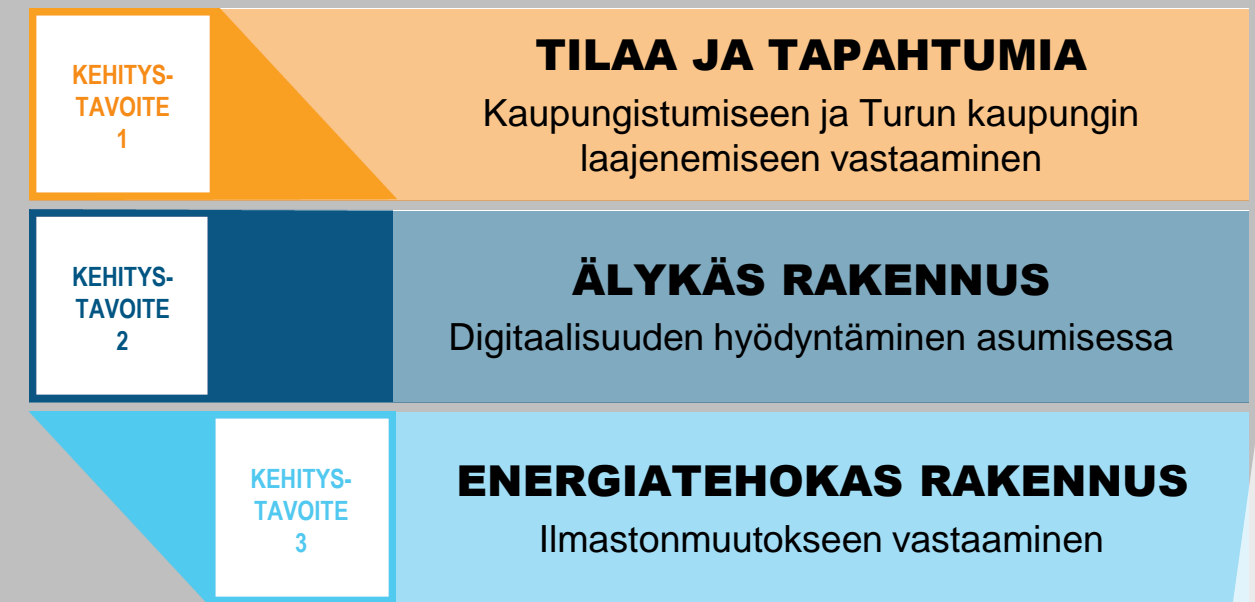 KEHITYS-
TAVOITE
1
TILAA JA TAPAHTUMIA
Kaupungistumiseen ja Turun kaupungin
laajenemiseen vastaaminen
KEHITYS-
TAVOITE
2
ÄLYKÄS RAKENNUS
Digitaalisuuden hyödyntäminen asumisessa
KEHITYS-
TAVOITE
3
ENERGIATEHOKAS RAKENNUS
Ilmastonmuutokseen vastaaminen